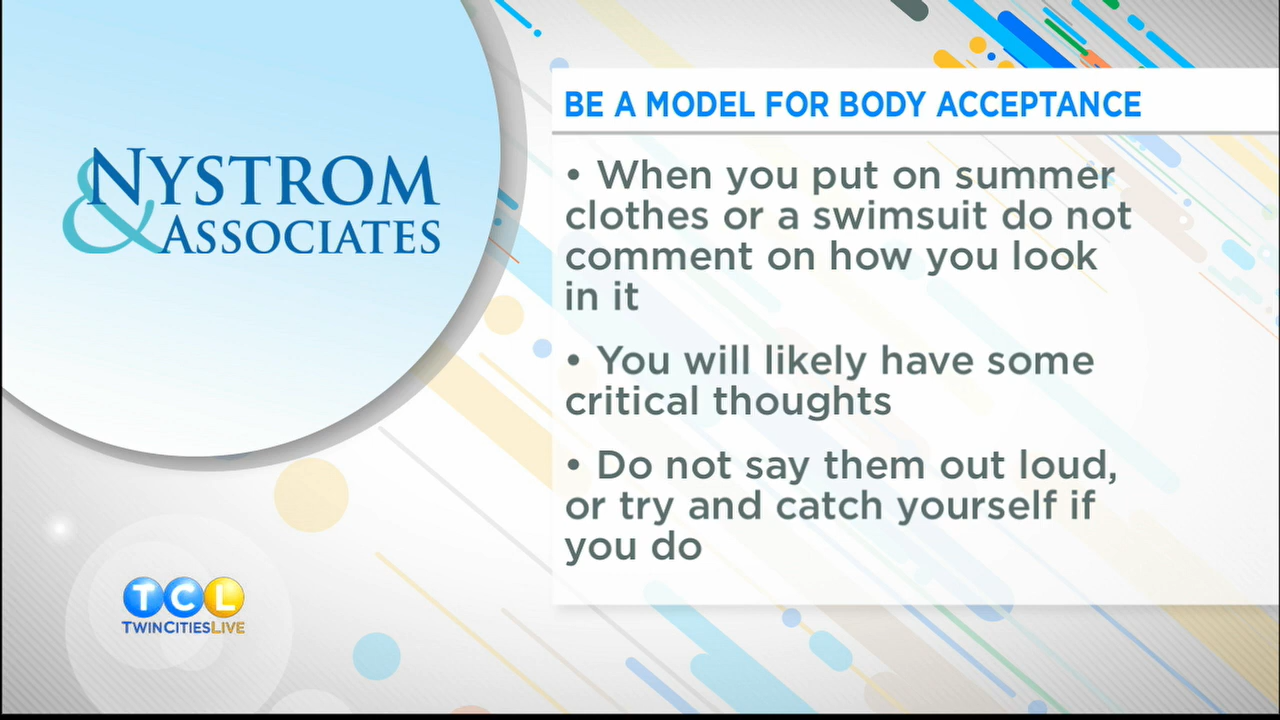 NYSTROM
& ASSOCIATES
TCL
TWINCITIESLIVE
BE A MODEL FOR BODY ACCEPTANCE
• When you put on summer
clothes or a swimsuit do not
comment on how you look
in it
• You will likely have some
critical thoughts
• Do not say them out loud,
or try and catch yourself if
you do